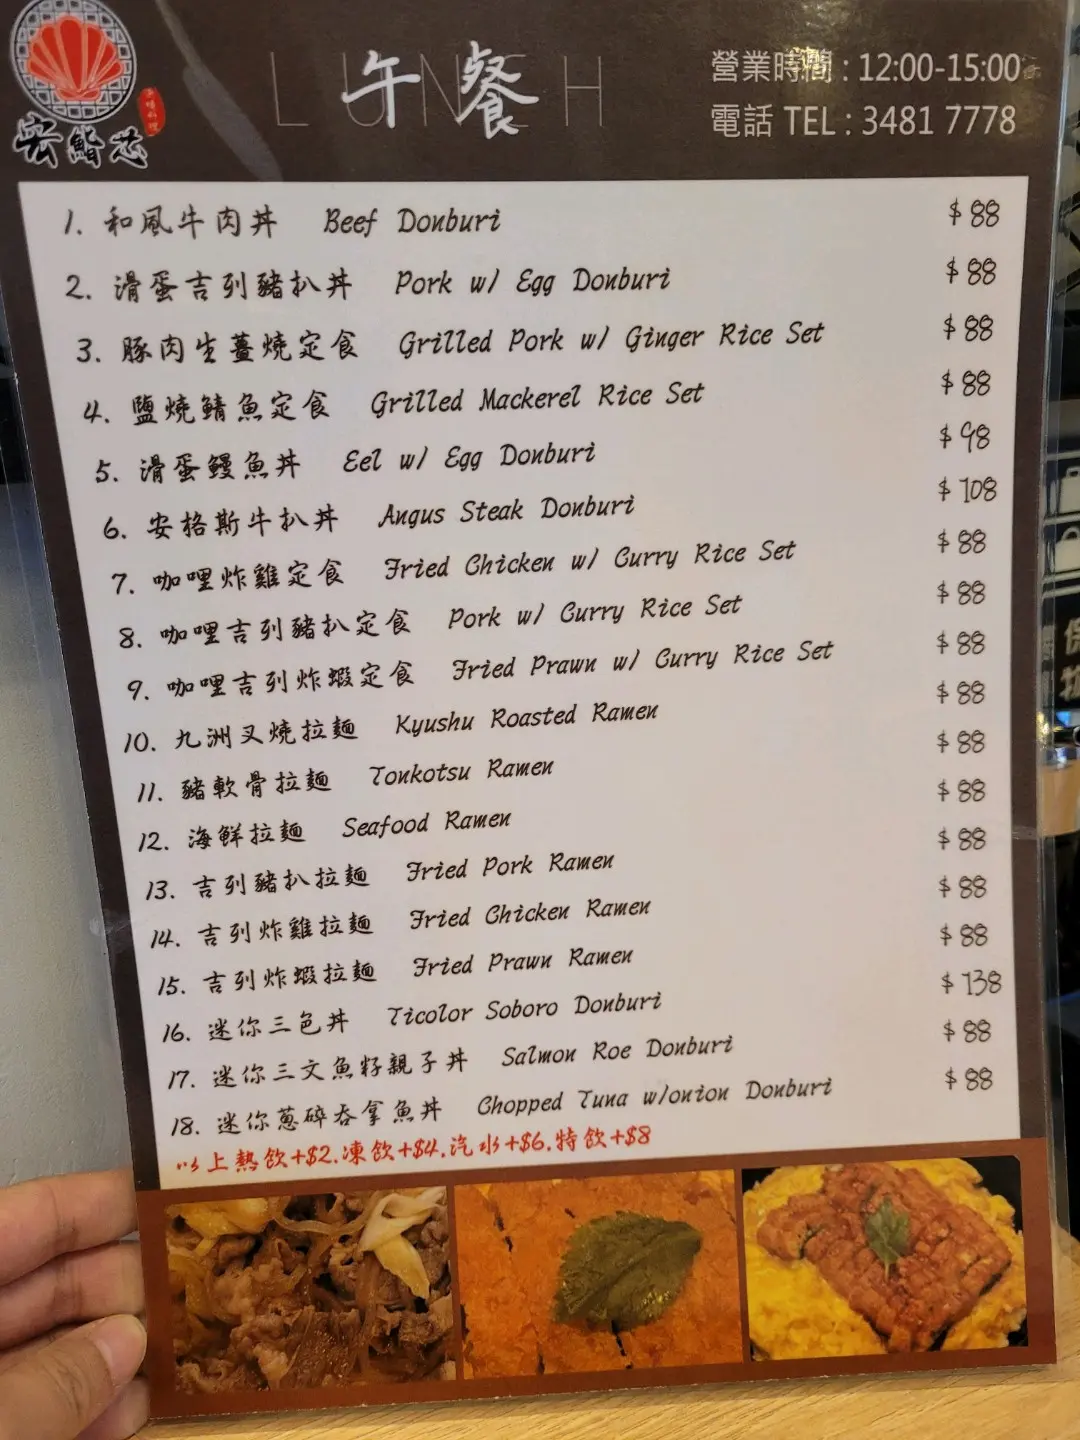 宏鮨芯
LUNCH 午餐
營業時間 : 12:00-15:00
電話 TEL : 3481 7778
1. 和風牛肉丼 Beef Donburi $88
2. 滑蛋吉列豬扒丼 Pork w/ Egg Donburi $88
3. 豚肉生薑燒定食 Grilled Pork w/ Ginger Rice Set $88
4. 鹽燒鯖魚定食 Grilled Mackerel Rice Set $88
5. 滑蛋鰻魚丼 Eel w/ Egg Donburi $98
6. 安格斯牛扒丼 Angus Steak Donburi $108
7. 咖哩炸雞定食 Fried Chicken w/ Curry Rice Set $88
8. 咖哩吉列豬扒定食 Pork w/ Curry Rice Set $88
9. 咖哩吉列炸蝦定食 Fried Prawn w/ Curry Rice Set $88
10. 九洲叉燒拉麵 Kyushu Roasted Ramen $88
11. 豬軟骨拉麵 Tonkotsu Ramen $88
12. 海鮮拉麵 Seafood Ramen $88
13. 吉列豬扒拉麵 Fried Pork Ramen $88
14. 吉列炸雞拉麵 Fried Chicken Ramen $88
15. 吉列炸蝦拉麵 Fried Prawn Ramen $88
16. 迷你三色丼 Ticolor Soboro Donburi $138
17. 迷你三文魚籽親子丼 Salmon Roe Donburi $88
18. 迷你蔥碎吞拿魚丼 Chopped Tuna w/onion Donburi $88
以上熱飲+$2.凍飲+$4.汽水+$6.特飲+$8